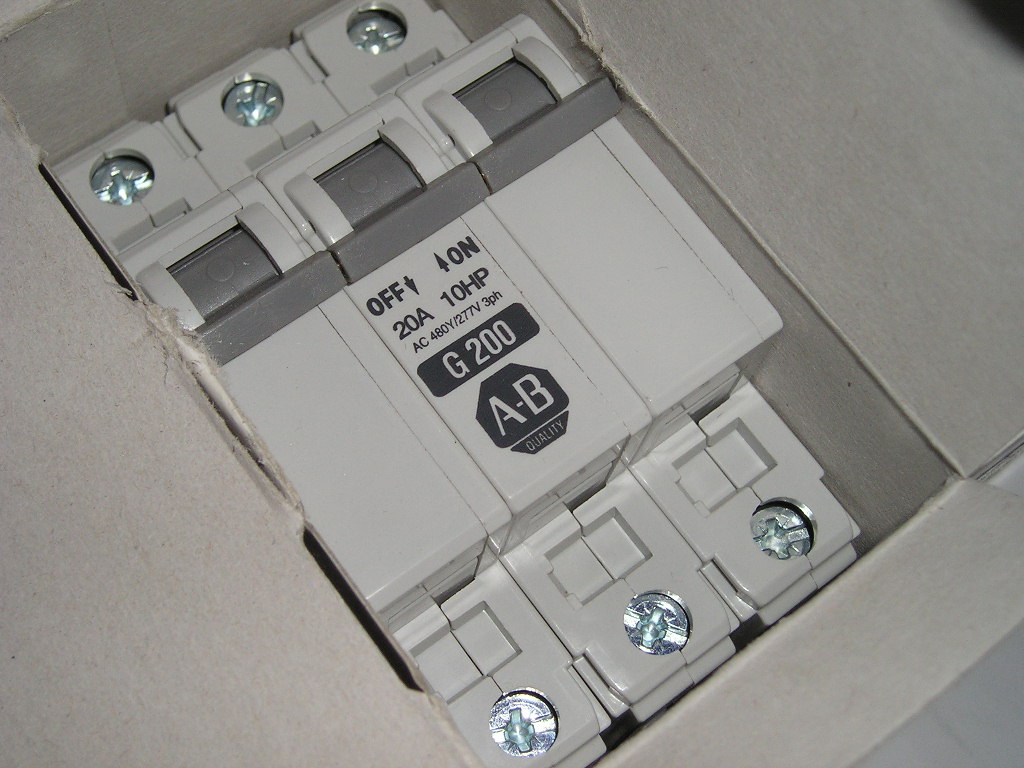 OFF ON
20A 10HP
AC 480Y/277V 3ph
G 200
A-B
QUALITY